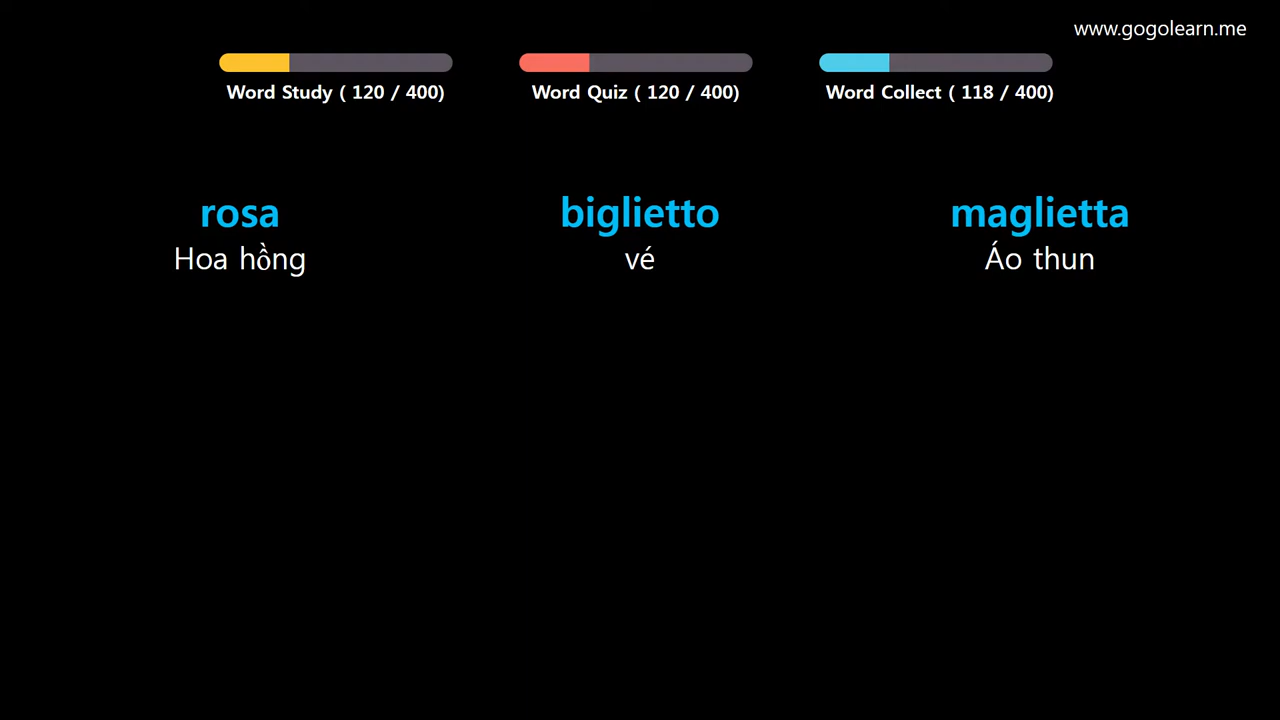 www.gogolearn.me
Word Study ( 120 / 400)
Word Quiz ( 120 / 400)
Word Collect ( 118 / 400)
rosa
Hoa hồng
biglietto
vé
maglietta
Áo thun